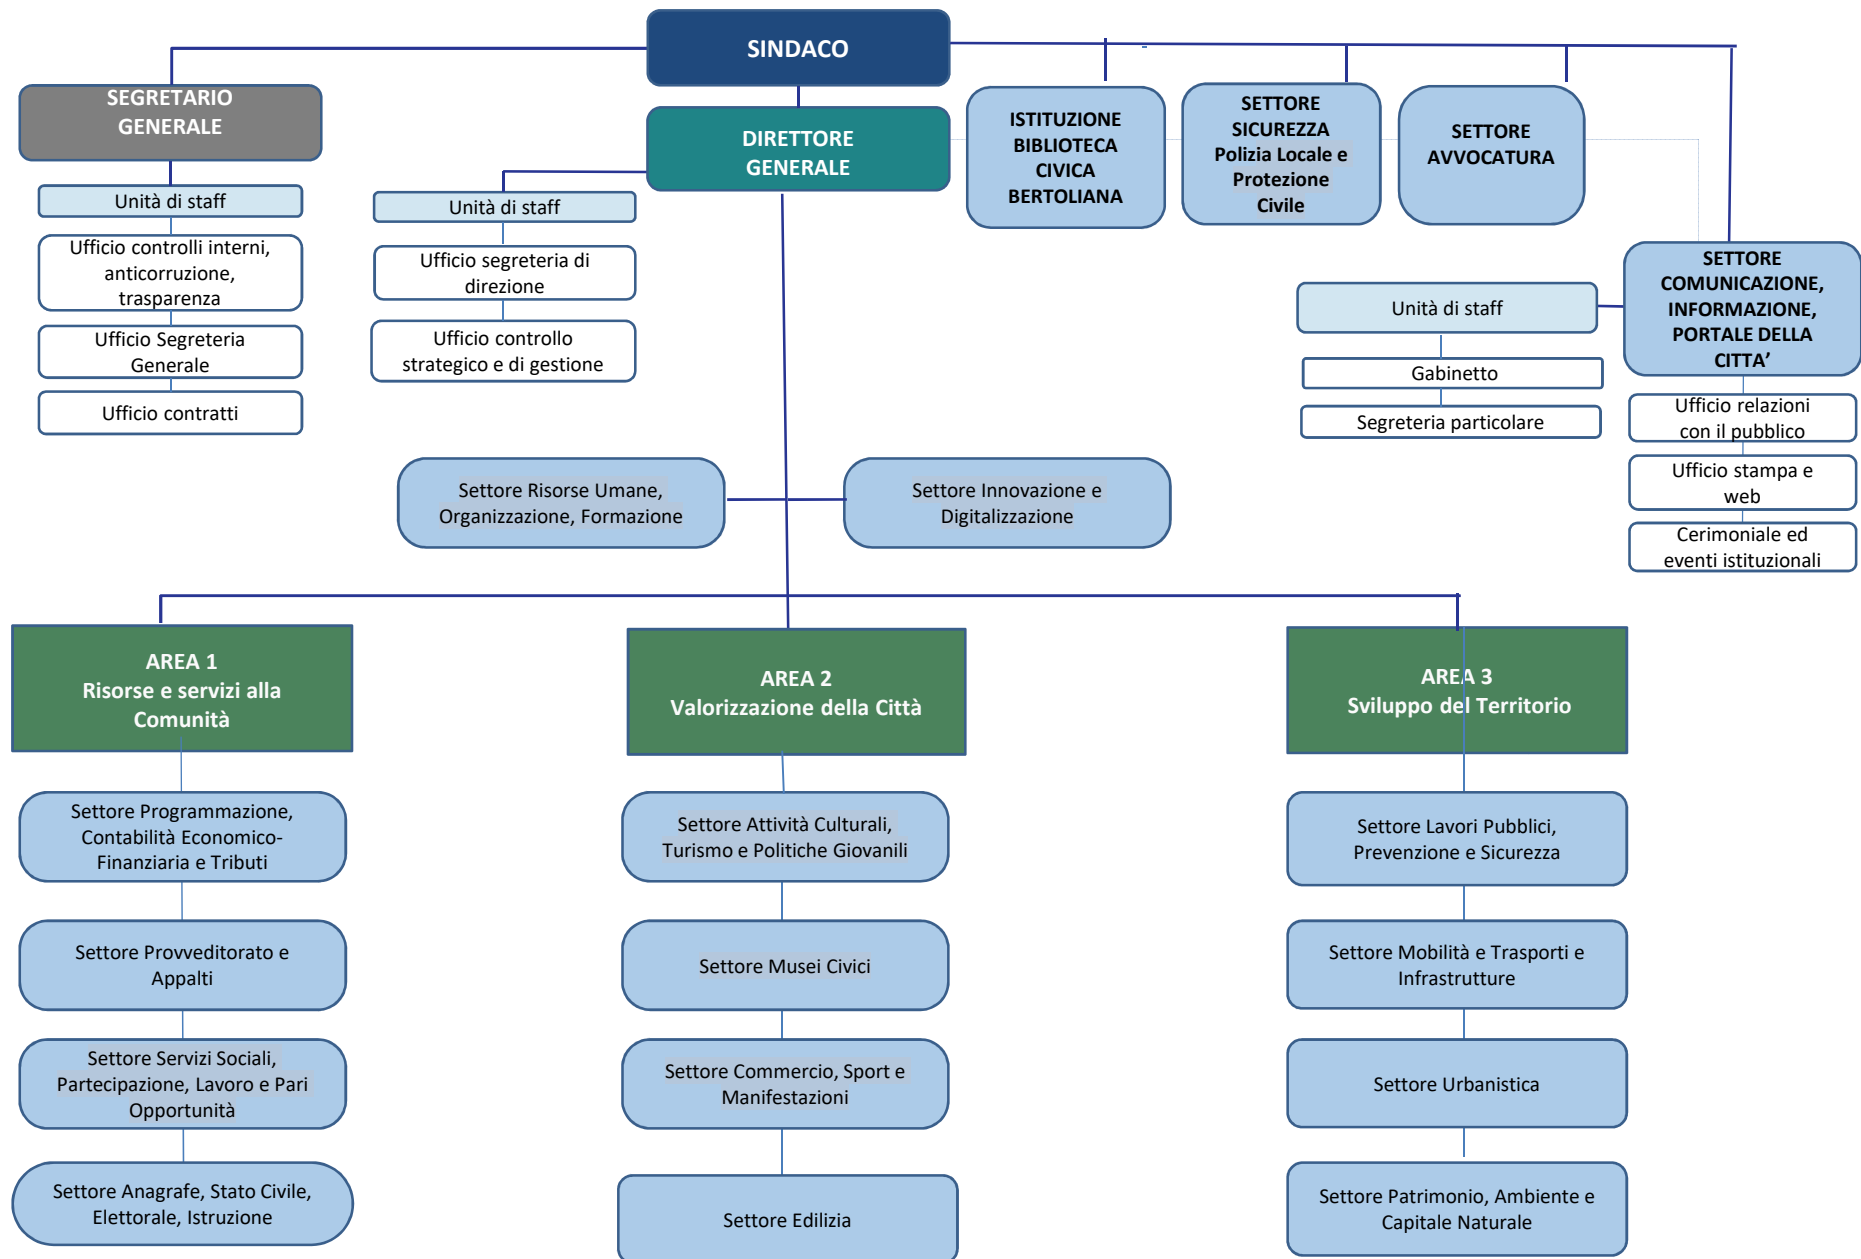 SINDACO
SEGRETARIO
GENERALE
DIRETTORE
GENERALE
ISTITUZIONE
BIBLIOTECA
CIVICA
BERTOLIANA
SETTORE
SICUREZZA
Polizia Locale e
Protezione
Civile
SETTORE
AVVOCATURA
Unità di staff
Ufficio controlli interni,
anticorruzione,
trasparenza
Ufficio Segreteria
Generale
Ufficio contratti
Unità di staff
Ufficio segreteria di
direzione
Ufficio controllo
strategico e di gestione
SETTORE
COMUNICAZIONE,
INFORMAZIONE,
PORTALE DELLA
CITTA’
Unità di staff
Gabinetto
Segreteria particolare
Ufficio relazioni
con il pubblico
Ufficio stampa e
web
Cerimoniale ed
eventi istituzionali
Settore Risorse Umane,
Organizzazione, Formazione
Settore Innovazione e
Digitalizzazione
AREA 1
Risorse e servizi alla
Comunità
Settore Programmazione,
Contabilità Economico-
Finanziaria e Tributi
Settore Provveditorato e
Appalti
Settore Servizi Sociali,
Partecipazione, Lavoro e Pari
Opportunità
Settore Anagrafe, Stato Civile,
Elettorale, Istruzione
AREA 2
Valorizzazione della Città
Settore Attività Culturali,
Turismo e Politiche Giovanili
Settore Musei Civici
Settore Commercio, Sport e
Manifestazioni
Settore Edilizia
AREA 3
Sviluppo del Territorio
Settore Lavori Pubblici,
Prevenzione e Sicurezza
Settore Mobilità e Trasporti e
Infrastrutture
Settore Urbanistica
Settore Patrimonio, Ambiente e
Capitale Naturale